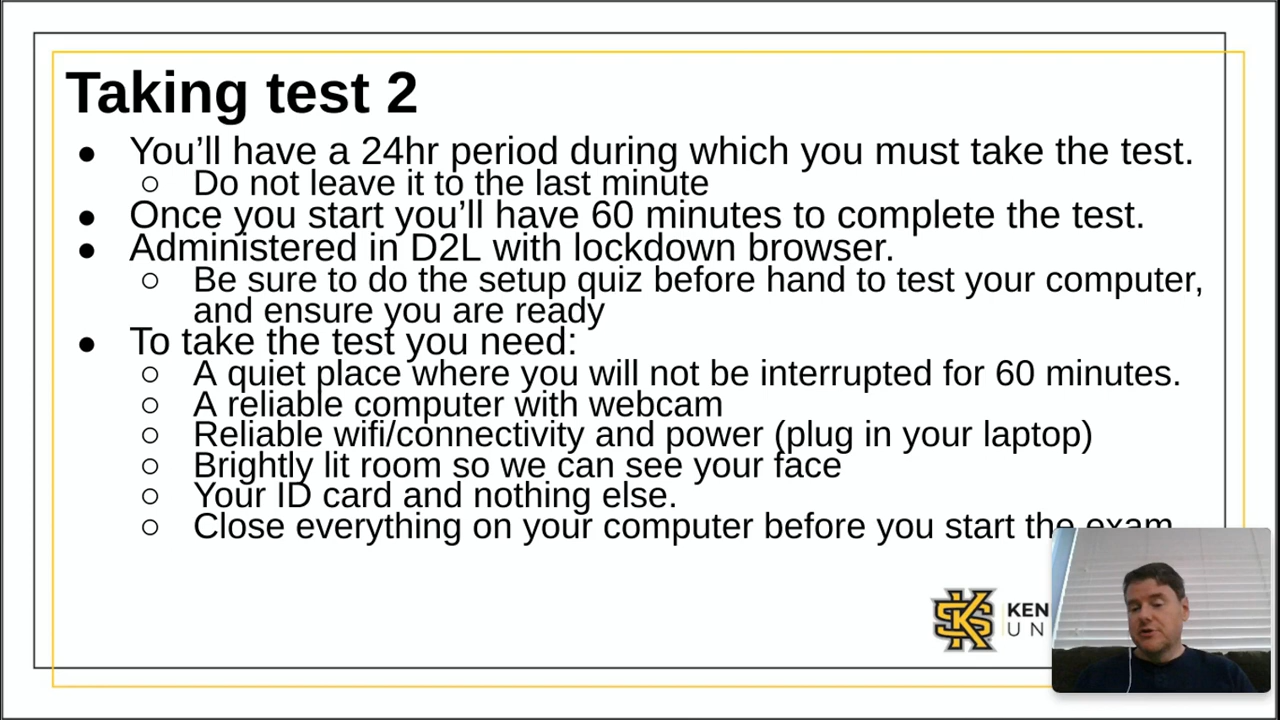 Taking test 2
● You’ll have a 24hr period during which you must take the test.
○ Do not leave it to the last minute
● Once you start you’ll have 60 minutes to complete the test.
● Administered in D2L with lockdown browser.
○ Be sure to do the setup quiz before hand to test your computer,
and ensure you are ready
● To take the test you need:
○ A quiet place where you will not be interrupted for 60 minutes.
○ A reliable computer with webcam
○ Reliable wifi/connectivity and power (plug in your laptop)
○ Brightly lit room so we can see your face
○ Your ID card and nothing else.
○ Close everything on your computer before you start the exam
KS
KEN
UN